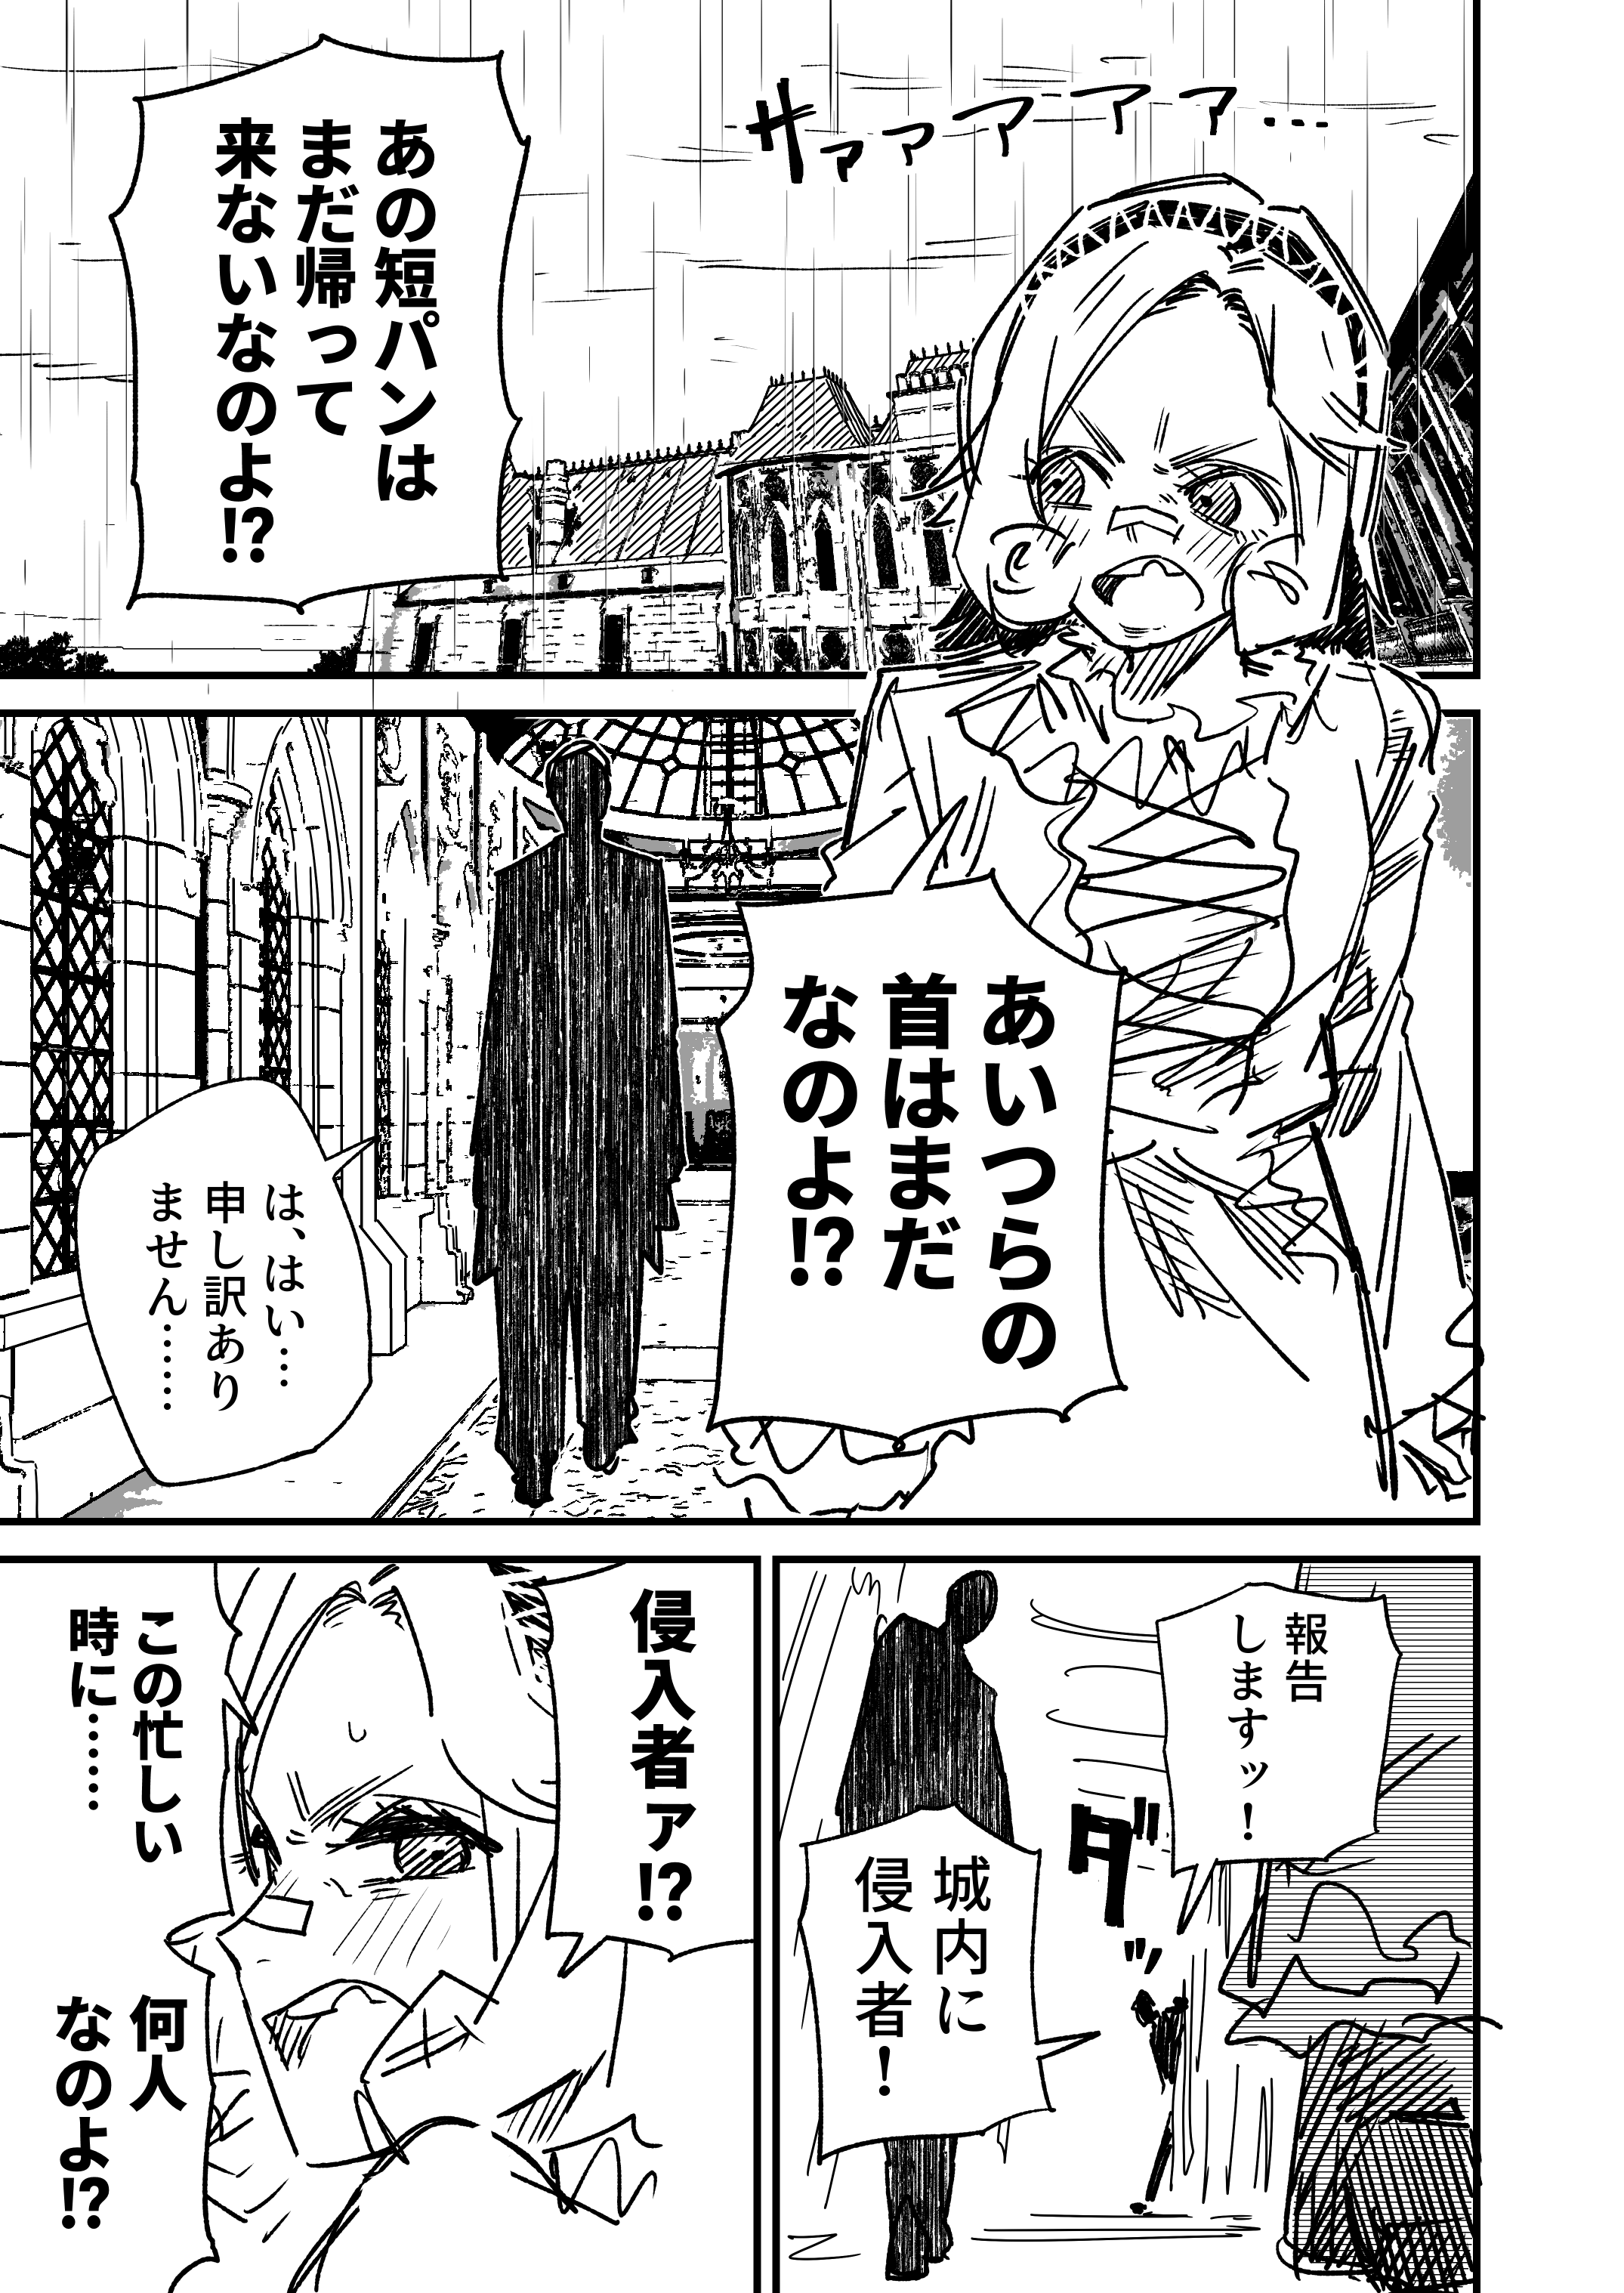 サァァアアァ…
あの短パンは
まだ帰って
来ないなのよ!?
あいつらの
首はまだ
なのよ!?
は、はい…
申し訳あり
ません……
報告
しますッ!
ダダッ
城内に
侵入者!
侵入者ァ!?
この忙しい
時に……
何人
なのよ!?